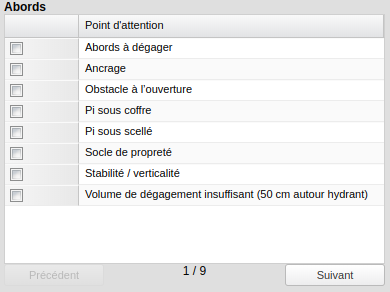 Abords
Point d'attention
Abords à dégager
Ancrage
Obstacle à l'ouverture
Pi sous coffre
Pi sous scellé
Socle de propreté
Stabilité / verticalité
Volume de dégagement insuffisant (50 cm autour hydrant)
Précédent
1 / 9
Suivant